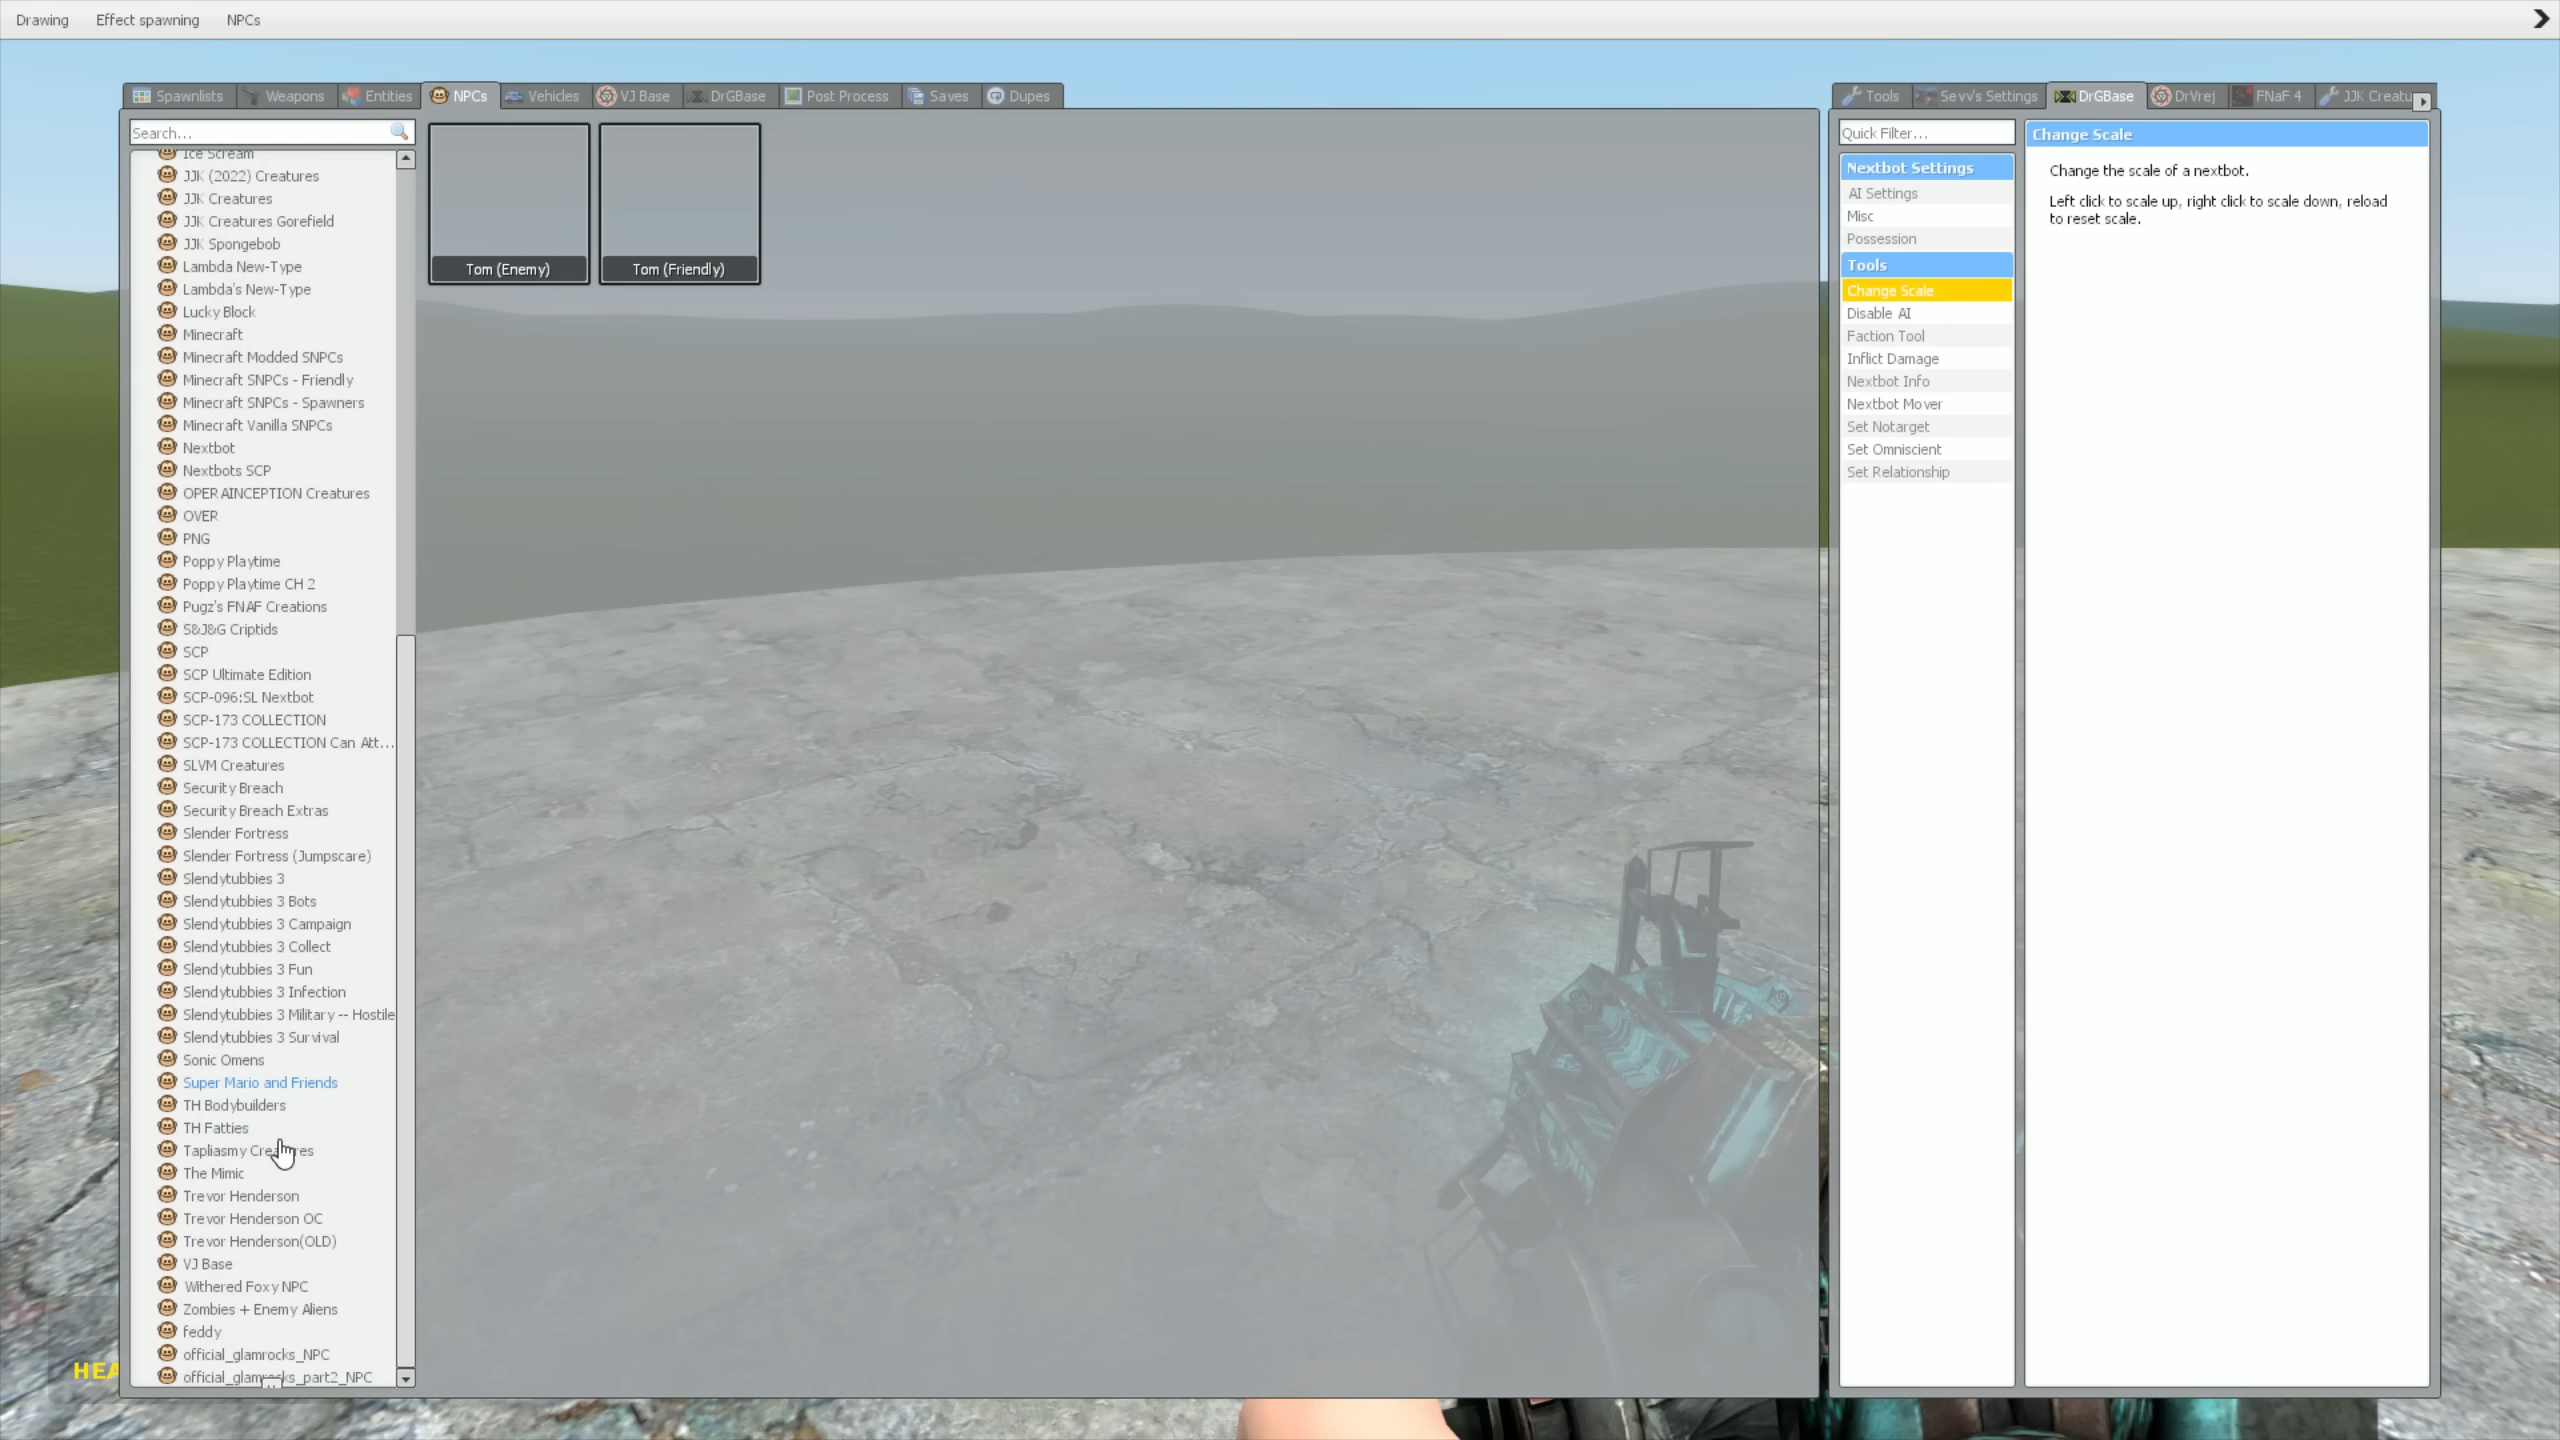 Drawing Effect spawning NPCs
Spawnlists Weapons Entities NPCs Vehicles VJ Base DrGBase Post Process Saves Dupes
Tools Sevv's Settings DrGBase DrVrej FNaF 4 JJK Creatu
Search...
Ice Scream
JJK (2022) Creatures
JJK Creatures
JJK Creatures Gorefield
JJK Spongebob
Lambda New-Type
Lambda's New-Type
Lucky Block
Minecraft
Minecraft Modded SNPCs
Minecraft SNPCs - Friendly
Minecraft SNPCs - Spawners
Minecraft Vanilla SNPCs
Nextbot
Nextbots SCP
OPERAINCEPTION Creatures
OVER
PNG
Poppy Playtime
Poppy Playtime CH 2
Pugz's FNAF Creations
S&J&G Criptids
SCP
SCP Ultimate Edition
SCP-096:SL Nextbot
SCP-173 COLLECTION
SCP-173 COLLECTION Can Att...
SLVM Creatures
Security Breach
Security Breach Extras
Slender Fortress
Slender Fortress (Jumpscare)
Slendytubbies 3
Slendytubbies 3 Bots
Slendytubbies 3 Campaign
Slendytubbies 3 Collect
Slendytubbies 3 Fun
Slendytubbies 3 Infection
Slendytubbies 3 Military -- Hostile
Slendytubbies 3 Survival
Sonic Omens
Super Mario and Friends
TH Bodybuilders
TH Fatties
Tapliasmy Creatures
The Mimic
Trevor Henderson
Trevor Henderson OC
Trevor Henderson(OLD)
VJ Base
Withered Foxy NPC
Zombies + Enemy Aliens
feddy
official_glamrocks_NPC
official_glamrocks_part2_NPC
HEA
Tom (Enemy)
Tom (Friendly)
Quick Filter...
Nextbot Settings
AI Settings
Misc
Possession
Tools
Change Scale
Disable AI
Faction Tool
Inflict Damage
Nextbot Info
Nextbot Mover
Set Notarget
Set Omniscient
Set Relationship
Change Scale
Change the scale of a nextbot.
Left click to scale up, right click to scale down, reload
to reset scale.